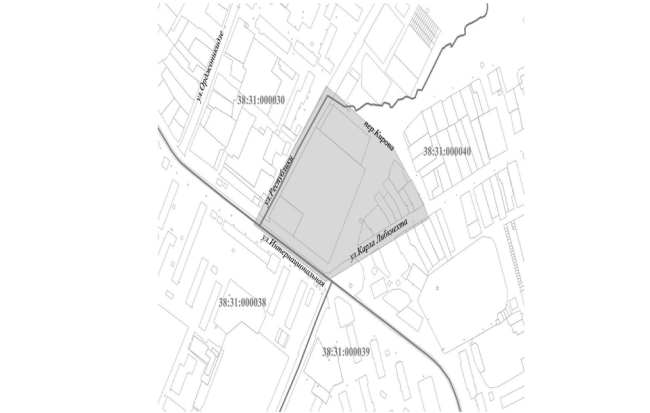 ул.Орджоникидзе
38:31:000030
пер.Кирова
38:31:000040
ул.Республики
ул.Карла Либкнехта
ул.Интернациональная
38:31:000038
38:31:000039